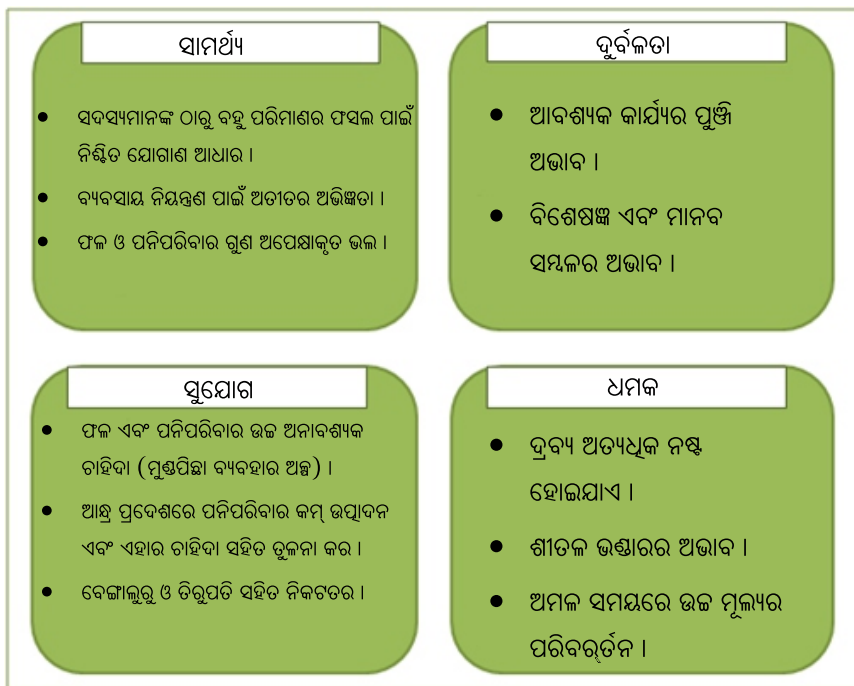 ସାମର୍ଥ୍ୟ
ସଦସ୍ୟମାନଙ୍କ ଠାରୁ ବହୁ ପରିମାଣର ଫସଲ ପାଇଁ
ନିଶ୍ଚିତ ଯୋଗାଣ ଆଧାର ।
ବ୍ୟବସାୟ ନିୟନ୍ତ୍ରଣ ପାଇଁ ଅତୀତର ଅଭିଜ୍ଞତା ।
ଫଳ ଓ ପନିପରିବାର ଗୁଣ ଅପେକ୍ଷାକୃତ ଭଲ ।
ଦୁର୍ବଳତା
ଆବଶ୍ୟକ କାର୍ଯ୍ୟର ପୁଞ୍ଜି
ଅଭାବ ।
ବିଶେଷଜ୍ଞ ଏବଂ ମାନବ
ସମ୍ବଳର ଅଭାବ ।
ସୁଯୋଗ
ଫଳ ଏବଂ ପନିପରିବାର ଉଚ୍ଚ ଅନାବଶ୍ୟକ
ଚାହିଦା (ମୁଣ୍ଡପିଛା ବ୍ୟବହାର ଅଳ୍ପ) ।
ଆନ୍ଧ୍ର ପ୍ରଦେଶରେ ପନିପରିବାର କମ୍ ଉତ୍ପାଦନ
ଏବଂ ଏହାର ଚାହିଦା ସହିତ ତୁଳନା କର ।
ବେଙ୍ଗାଲୁରୁ ଓ ତିରୁପତି ସହିତ ନିକଟତର ।
ଧମକ
ଦ୍ରବ୍ୟ ଅତ୍ୟଧିକ ନଷ୍ଟ
ହୋଇଯାଏ ।
ଶୀତଳ ଭଣ୍ଡାରର ଅଭାବ ।
ଅମଳ ସମୟରେ ଉଚ୍ଚ ମୂଲ୍ୟର
ପରିବର୍ର୍ତନ ।